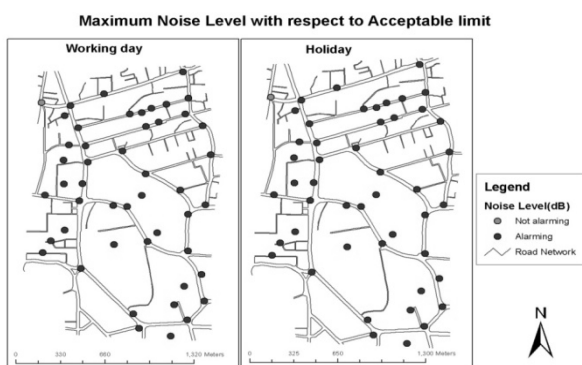 Maximum Noise Level with respect to Acceptable limit
Working day
Holiday
Legend
Noise Level(dB)
Not alarming
Alarming
Road Network
N
0 330 660 1,320 Meters
0 325 650 1,300 Meters